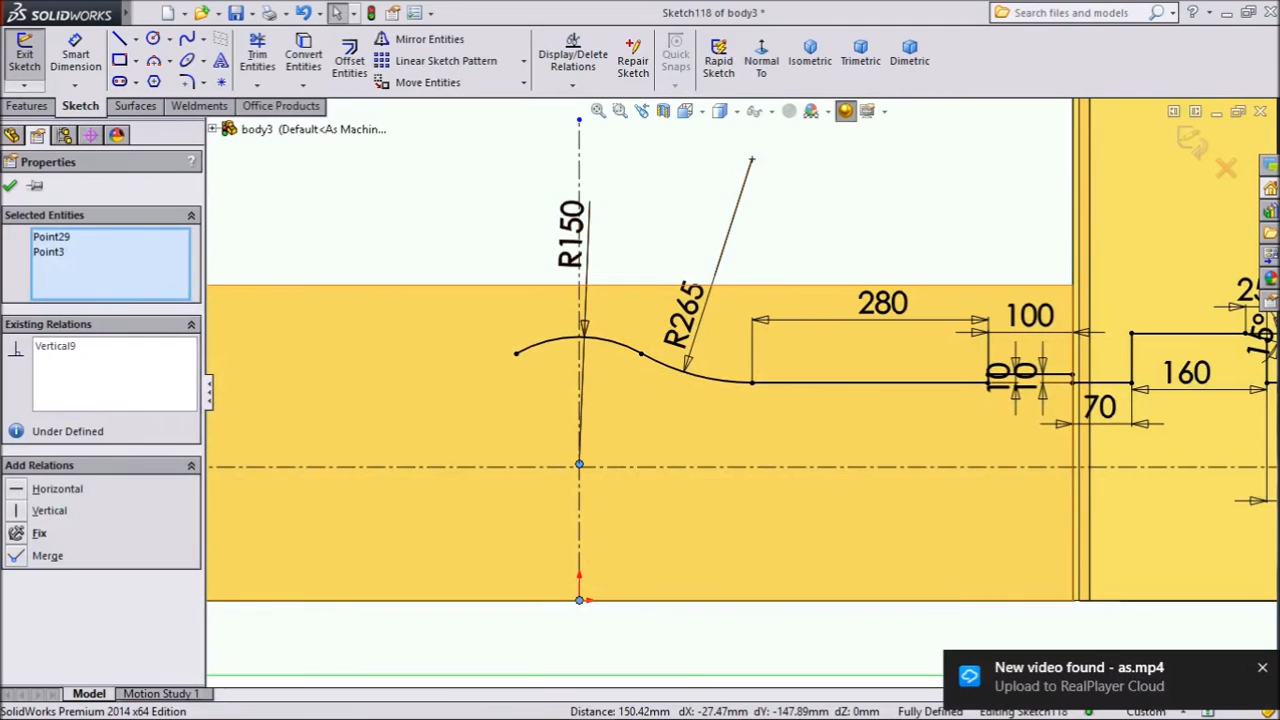 SOLIDWORKS
Sketch118 of body3 *
Search files and models
Exit Sketch
Smart Dimension
Trim Entities
Convert Entities
Offset Entities
Mirror Entities
Linear Sketch Pattern
Move Entities
Display/Delete Relations
Repair Sketch
Quick Snaps
Rapid Sketch
Normal To
Isometric
Trimetric
Dimetric
Features
Sketch
Surfaces
Weldments
Office Products
body3 (Default<As Machin...
Properties
?
Selected Entities
Point29
Point3
Existing Relations
Vertical9
Under Defined
Add Relations
Horizontal
Vertical
Fix
Merge
R150
R265
280
100
10
10
70
160
15°
New video found - as.mp4
Upload to RealPlayer Cloud
Model
Motion Study 1
SolidWorks Premium 2014 x64 Edition
Distance: 150.42mm dX: -27.47mm dY: -147.89mm dZ: 0mm
Fully Defined
Editing Sketch118
Custom